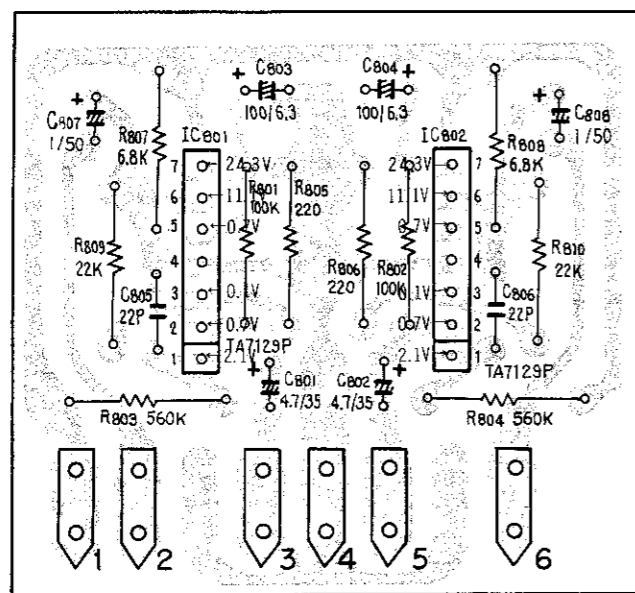 C803
100/6.3
C804
100/6.3
C807
1/50
R807
6.8K
IC801
IC802
R808
6.8K
C808
1/50
7 24.3V
6 11.1V
5 0.7V
4
3 0.1V
2 0.7V
1 2.1V
TA7129P
R801
100K
R805
220
R806
220
R802
100K
24.3V 7
11.1V 6
0.7V 5
4
0.1V 3
0.7V 2
2.1V 1
TA7129P
R809
22K
C805
22P
C806
22P
R810
22K
C801
4.7/35
C802
4.7/35
R803 560K
R804 560K
1 2 3 4 5 6